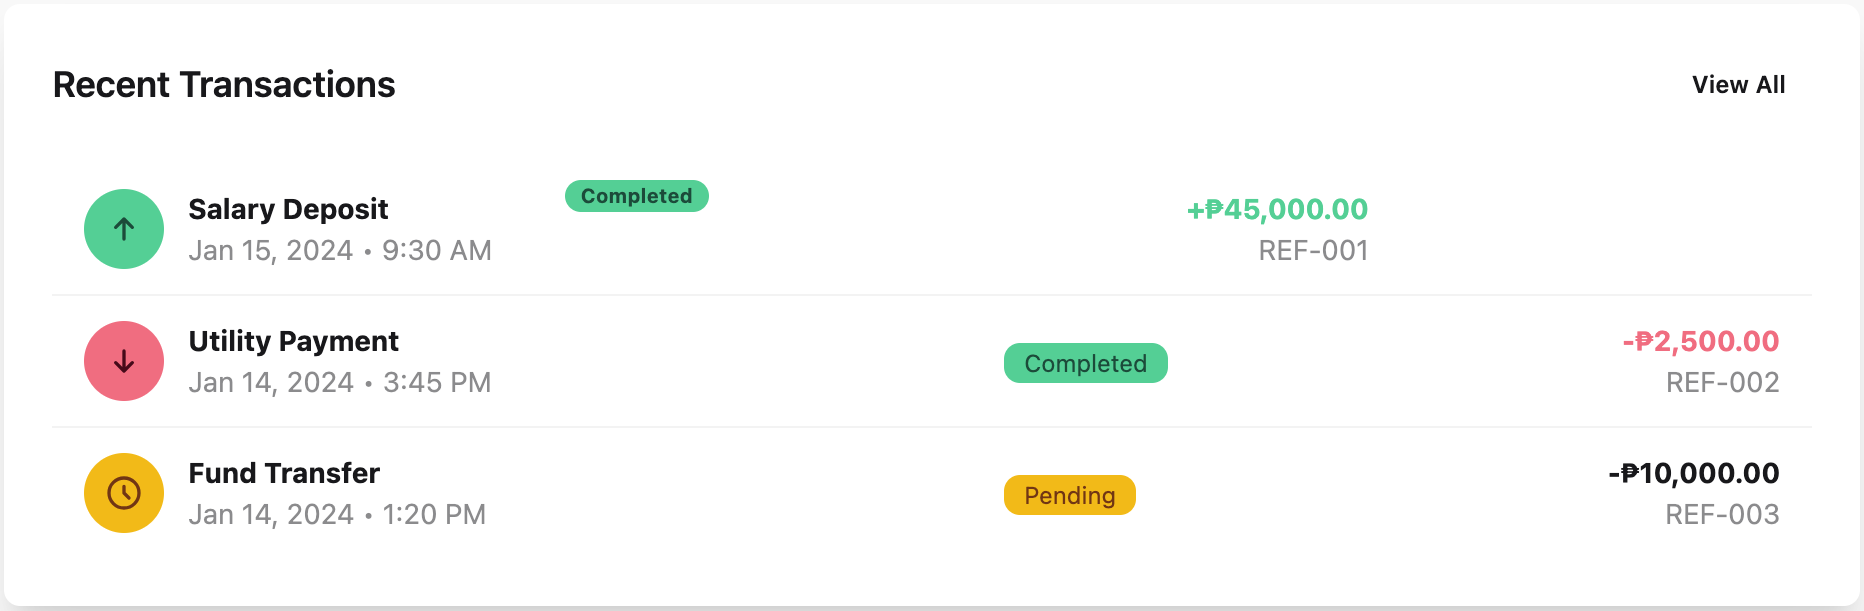 Recent Transactions
View All
Salary Deposit
Completed
+₱45,000.00
Jan 15, 2024 • 9:30 AM
REF-001
Utility Payment
Completed
-₱2,500.00
Jan 14, 2024 • 3:45 PM
REF-002
Fund Transfer
Pending
-₱10,000.00
Jan 14, 2024 • 1:20 PM
REF-003